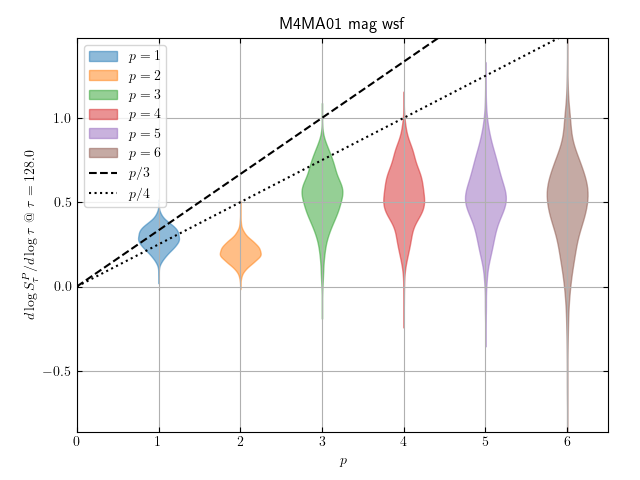 M4MA01 mag wsf
p = 1
p = 2
p = 3
p = 4
p = 5
p = 6
p/3
p/4
1.0
0.5
0.0
−0.5
d log S_τ^P / d log τ @ τ = 128.0
0 1 2 3 4 5 6
p